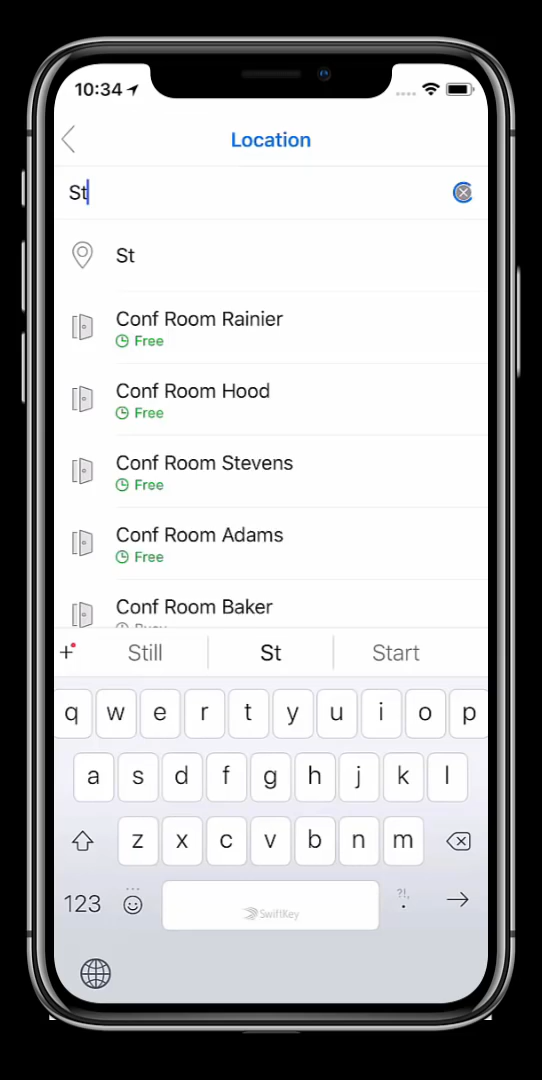 10:34
Location
St
St
Conf Room Rainier
Free
Conf Room Hood
Free
Conf Room Stevens
Free
Conf Room Adams
Free
Conf Room Baker
+ Still St Start
q w e r t y u i o p
a s d f g h j k l
z x c v b n m
123 ?!, .
SwiftKey